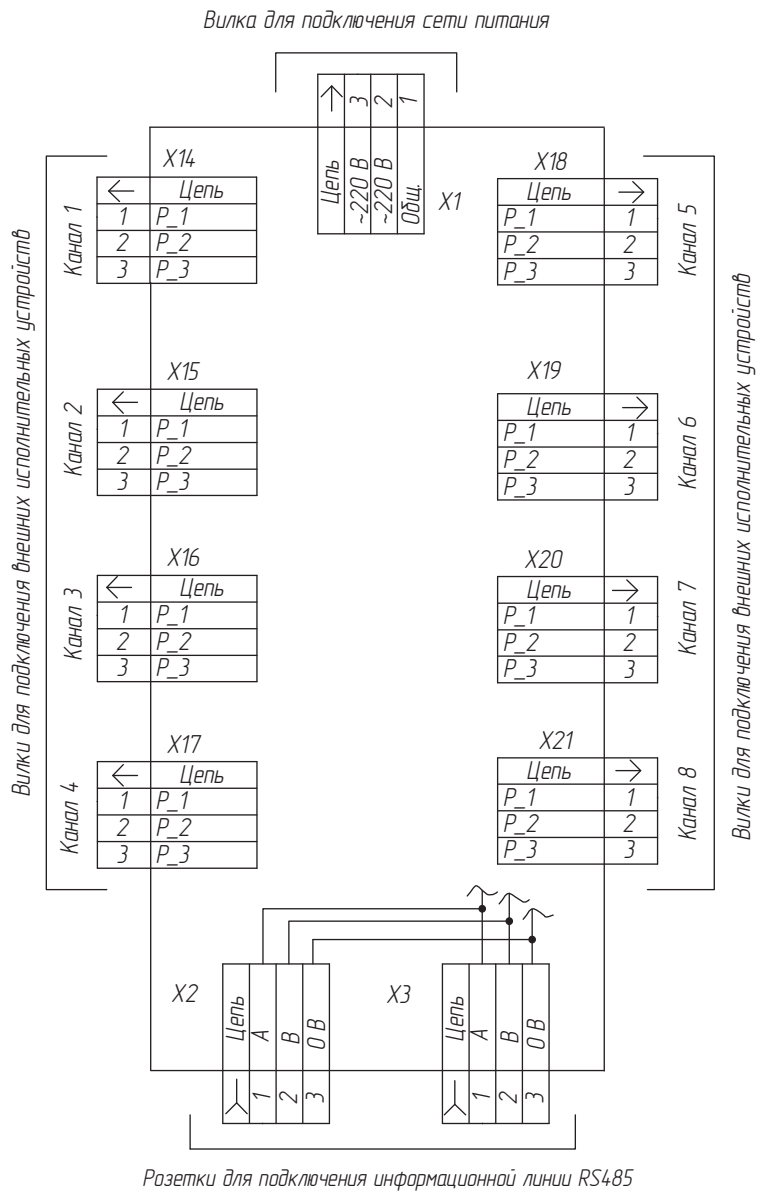 Вилка для подключения сети питания
Цепь
~220 В 3
~220 В 2
Общ. 1
X1
Вилки для подключения внешних исполнительных устройств
X14
Канал 1
Цепь
1 P_1
2 P_2
3 P_3
X15
Канал 2
Цепь
1 P_1
2 P_2
3 P_3
X16
Канал 3
Цепь
1 P_1
2 P_2
3 P_3
X17
Канал 4
Цепь
1 P_1
2 P_2
3 P_3
X18
Канал 5
Цепь
P_1 1
P_2 2
P_3 3
X19
Канал 6
Цепь
P_1 1
P_2 2
P_3 3
X20
Канал 7
Цепь
P_1 1
P_2 2
P_3 3
X21
Канал 8
Цепь
P_1 1
P_2 2
P_3 3
Вилки для подключения внешних исполнительных устройств
X2
Цепь
A 1
B 2
0 В 3
X3
Цепь
A 1
B 2
0 В 3
Розетки для подключения информационной линии RS485